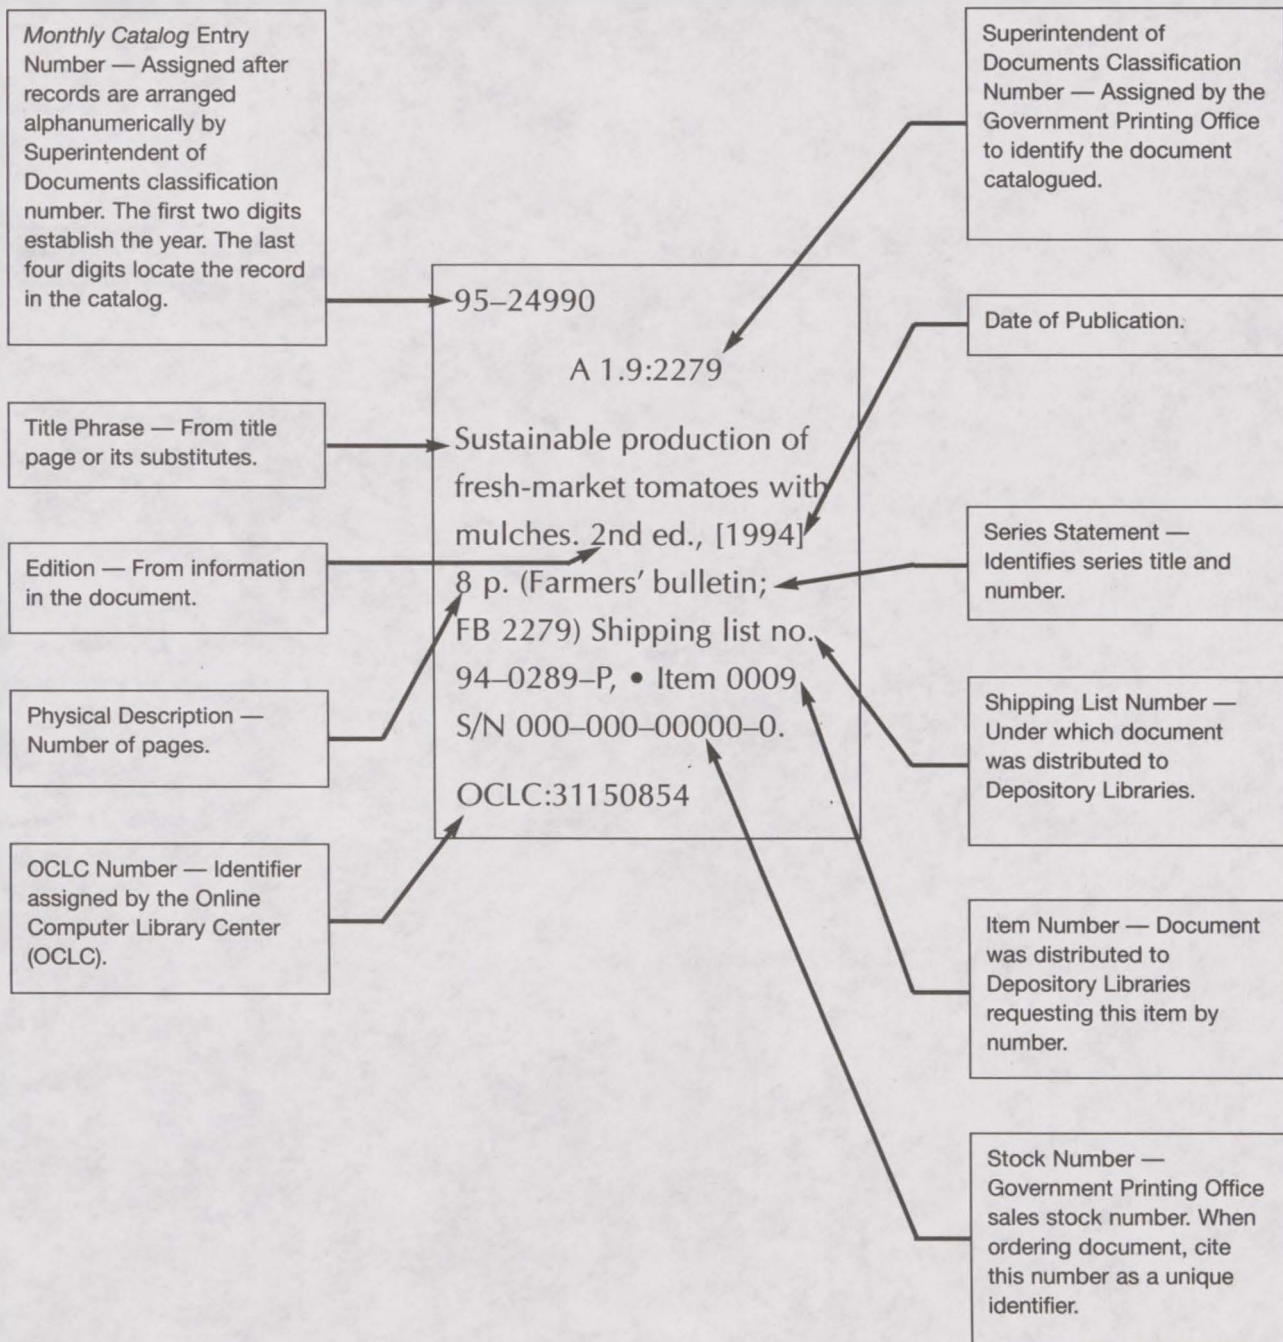 Monthly Catalog Entry
Number — Assigned after
records are arranged
alphanumerically by
Superintendent of
Documents classification
number. The first two digits
establish the year. The last
four digits locate the record
in the catalog.
Title Phrase — From title
page or its substitutes.
Edition — From information
in the document.
Physical Description —
Number of pages.
OCLC Number — Identifier
assigned by the Online
Computer Library Center
(OCLC).
95–24990
A 1.9:2279
Sustainable production of
fresh-market tomatoes with
mulches. 2nd ed., [1994]
8 p. (Farmers' bulletin;
FB 2279) Shipping list no.
94–0289–P, • Item 0009
S/N 000–000–00000–0.
OCLC:31150854
Superintendent of
Documents Classification
Number — Assigned by the
Government Printing Office
to identify the document
catalogued.
Date of Publication.
Series Statement —
Identifies series title and
number.
Shipping List Number —
Under which document
was distributed to
Depository Libraries.
Item Number — Document
was distributed to
Depository Libraries
requesting this item by
number.
Stock Number —
Government Printing Office
sales stock number. When
ordering document, cite
this number as a unique
identifier.